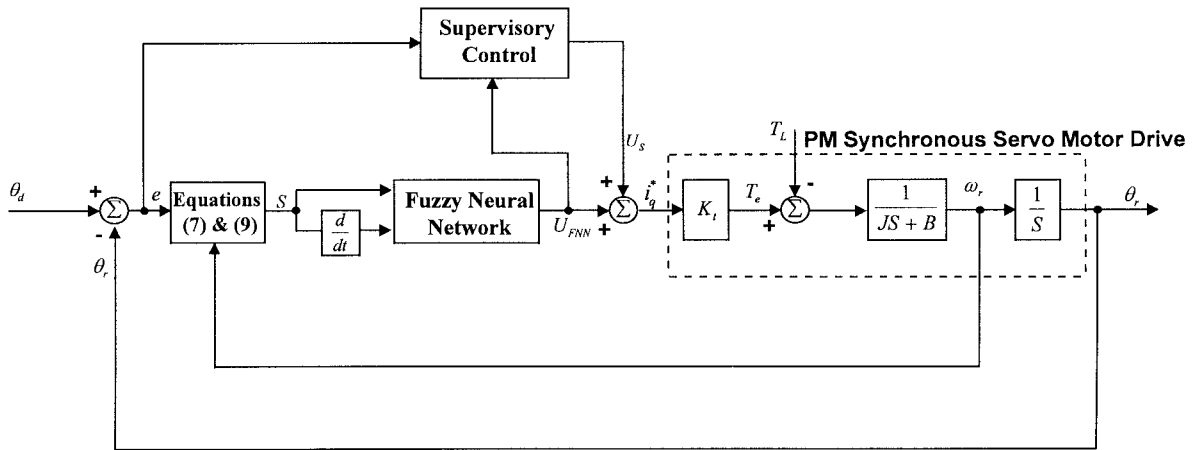 Supervisory
Control
U_S
T_L
PM Synchronous Servo Motor Drive
θ_d
+
Σ
-
θ_r
e
Equations
(7) & (9)
S
d
dt
Fuzzy Neural
Network
U_FNN
+
+
Σ
i_q^*
K_t
T_e
-
+
Σ
1
JS + B
ω_r
1
S
θ_r